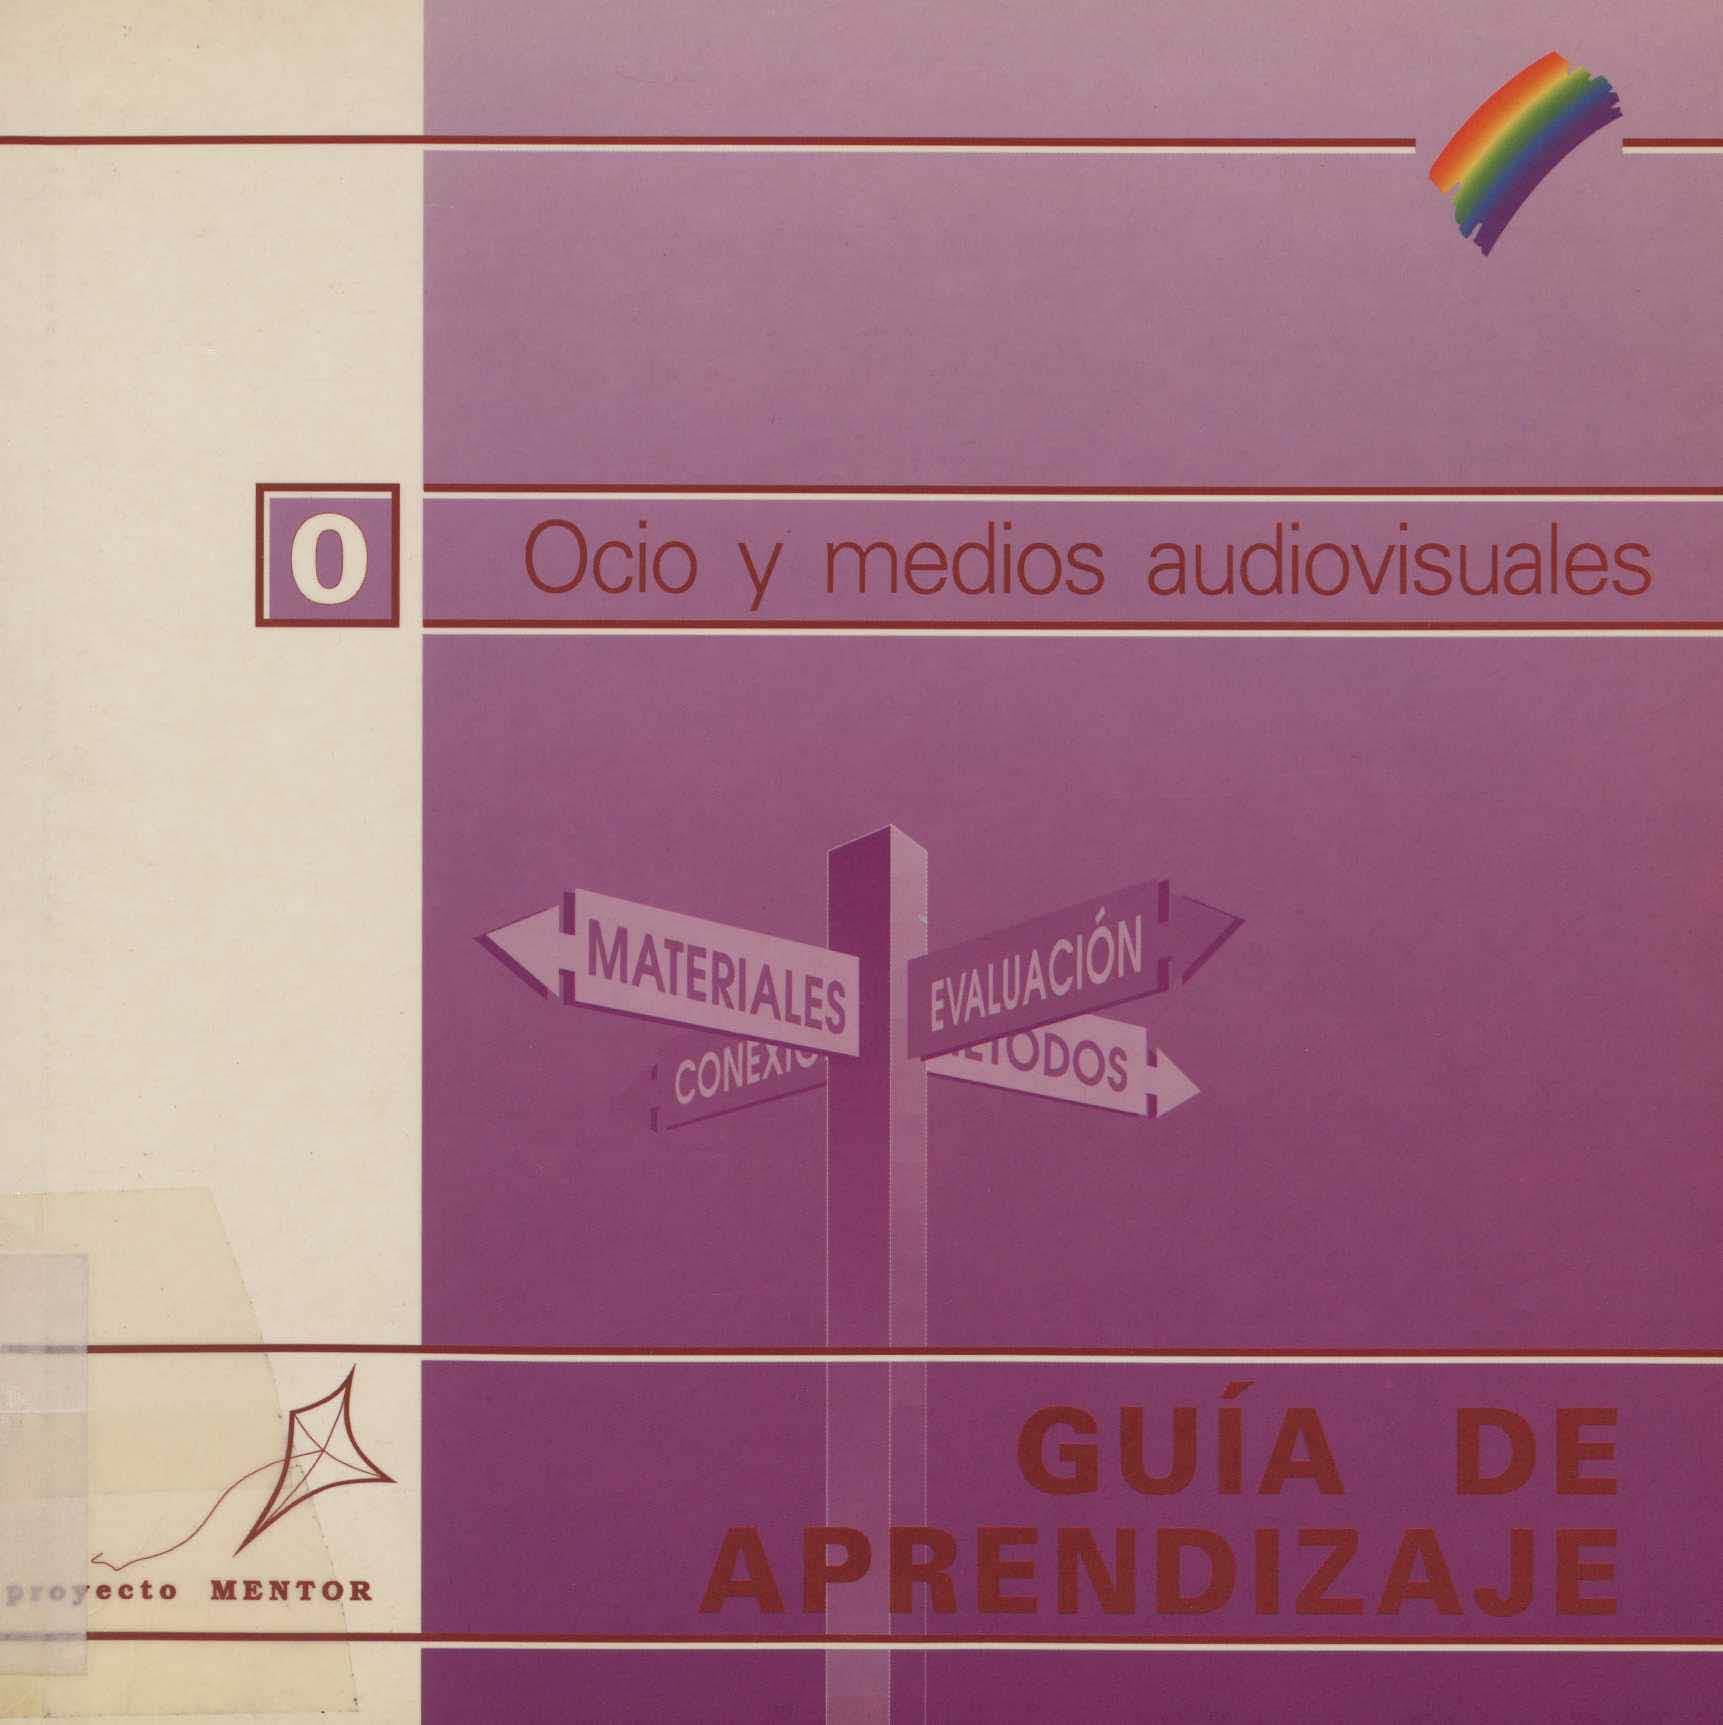 0
Ocio y medios audiovisuales
MATERIALES
EVALUACIÓN
GUÍA DE
APRENDIZAJE
proyecto MENTOR